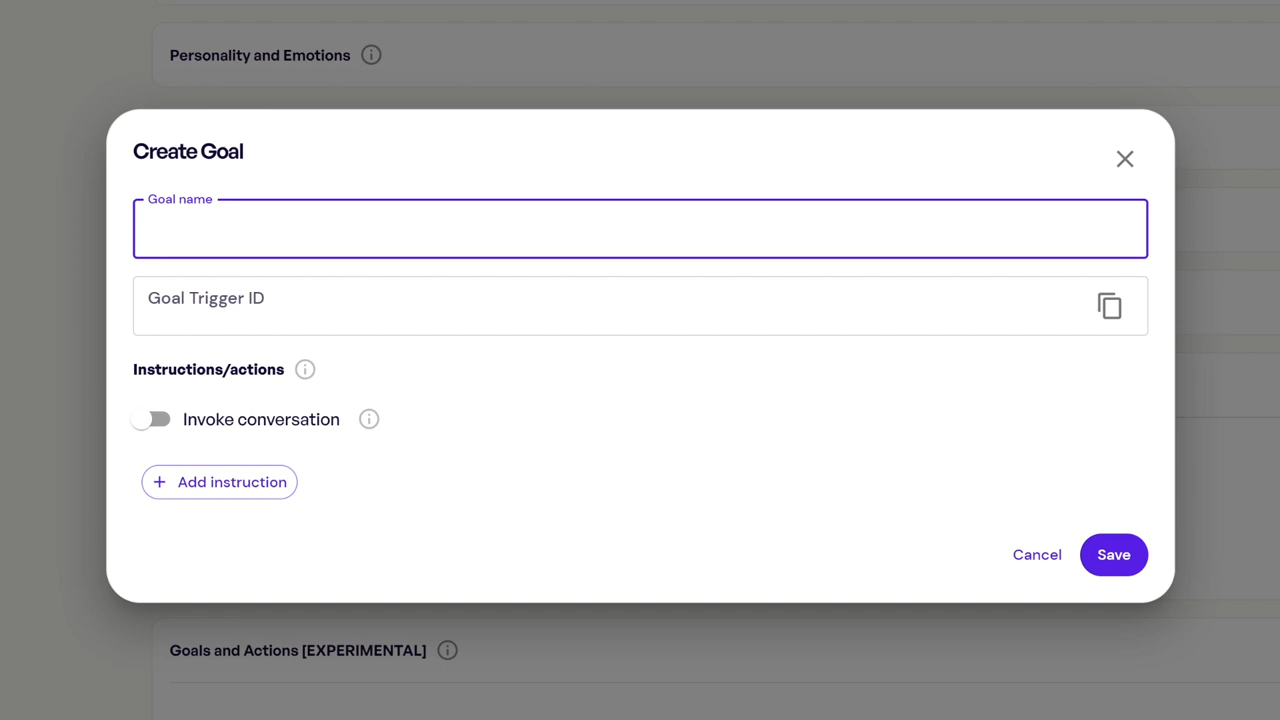 Personality and Emotions
Create Goal
Goal name
Goal Trigger ID
Instructions/actions
Invoke conversation
+ Add instruction
Cancel
Save
Goals and Actions [EXPERIMENTAL]